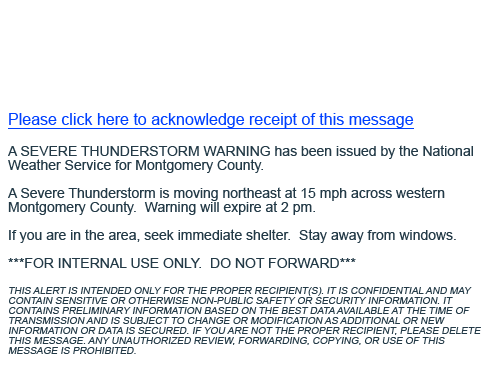 Please click here to acknowledge receipt of this message
A SEVERE THUNDERSTORM WARNING has been issued by the National
Weather Service for Montgomery County.
A Severe Thunderstorm is moving northeast at 15 mph across western
Montgomery County.  Warning will expire at 2 pm.
If you are in the area, seek immediate shelter.  Stay away from windows.
***FOR INTERNAL USE ONLY.  DO NOT FORWARD***
THIS ALERT IS INTENDED ONLY FOR THE PROPER RECIPIENT(S). IT IS CONFIDENTIAL AND MAY
CONTAIN SENSITIVE OR OTHERWISE NON-PUBLIC SAFETY OR SECURITY INFORMATION. IT
CONTAINS PRELIMINARY INFORMATION BASED ON THE BEST DATA AVAILABLE AT THE TIME OF
TRANSMISSION AND IS SUBJECT TO CHANGE OR MODIFICATION AS ADDITIONAL OR NEW
INFORMATION OR DATA IS SECURED. IF YOU ARE NOT THE PROPER RECIPIENT, PLEASE DELETE
THIS MESSAGE. ANY UNAUTHORIZED REVIEW, FORWARDING, COPYING, OR USE OF THIS
MESSAGE IS PROHIBITED.